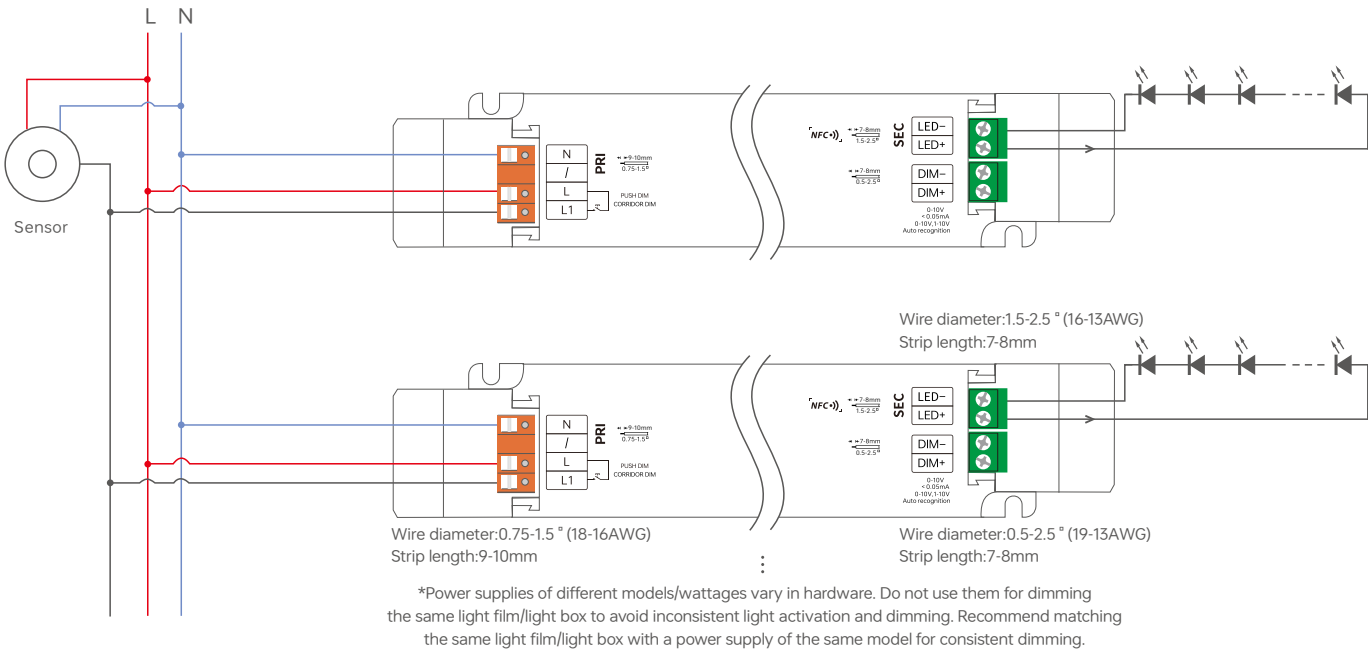 L N
Sensor
N
/
L
L1
PRI
9-10mm
0.75-1.5□
PUSH DIM
CORRIDOR DIM
NFC
7-8mm
1.5-2.5□
SEC
LED-
LED+
7-8mm
0.5-2.5□
DIM-
DIM+
0-10V
<0.05mA
0-10V,1-10V
Auto recognition
Wire diameter:1.5-2.5□(16-13AWG)
Strip length:7-8mm
N
/
L
L1
PRI
9-10mm
0.75-1.5□
PUSH DIM
CORRIDOR DIM
NFC
7-8mm
1.5-2.5□
SEC
LED-
LED+
7-8mm
0.5-2.5□
DIM-
DIM+
0-10V
<0.05mA
0-10V,1-10V
Auto recognition
Wire diameter:0.75-1.5□(18-16AWG)
Strip length:9-10mm
Wire diameter:0.5-2.5□(19-13AWG)
Strip length:7-8mm
*Power supplies of different models/wattages vary in hardware. Do not use them for dimming
the same light film/light box to avoid inconsistent light activation and dimming. Recommend matching
the same light film/light box with a power supply of the same model for consistent dimming.